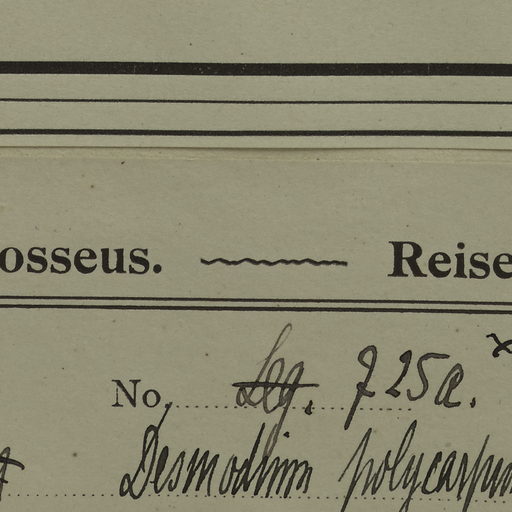 osseus. Reise
No. Leg. 725a.
Desmodium polycarpum